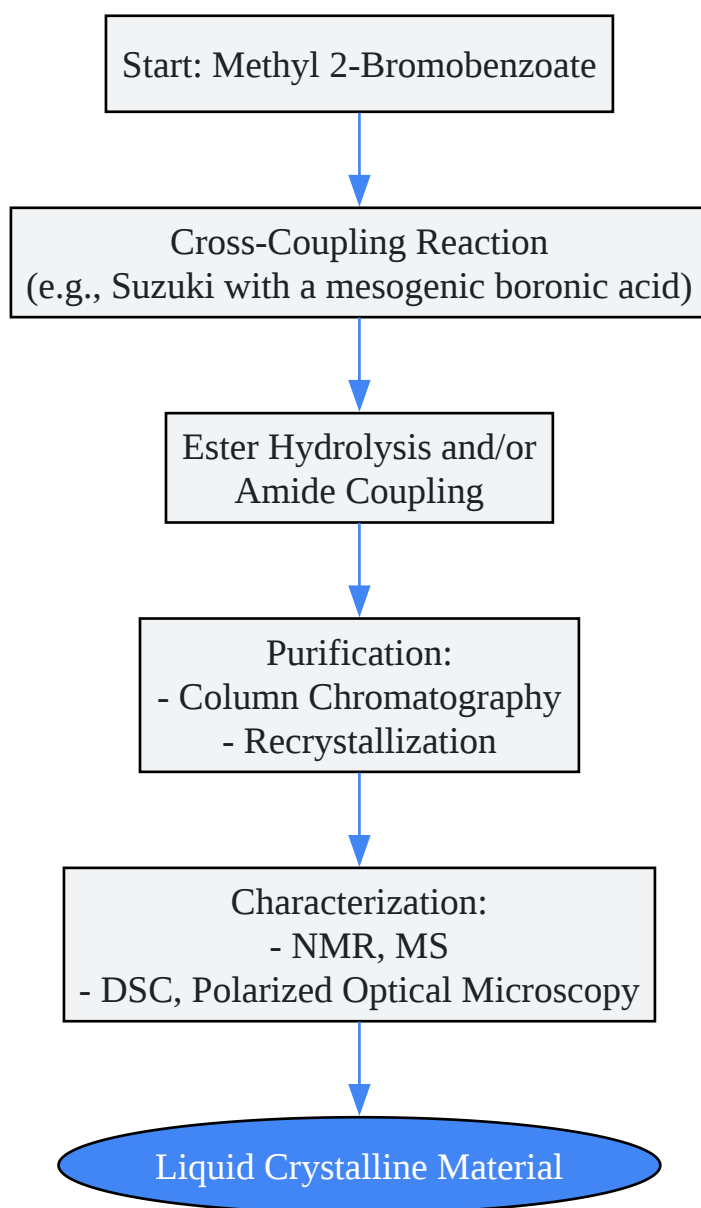 Start: Methyl 2-Bromobenzoate
Cross-Coupling Reaction
(e.g., Suzuki with a mesogenic boronic acid)
Ester Hydrolysis and/or
Amide Coupling
Purification:
- Column Chromatography
- Recrystallization
Characterization:
- NMR, MS
- DSC, Polarized Optical Microscopy
Liquid Crystalline Material